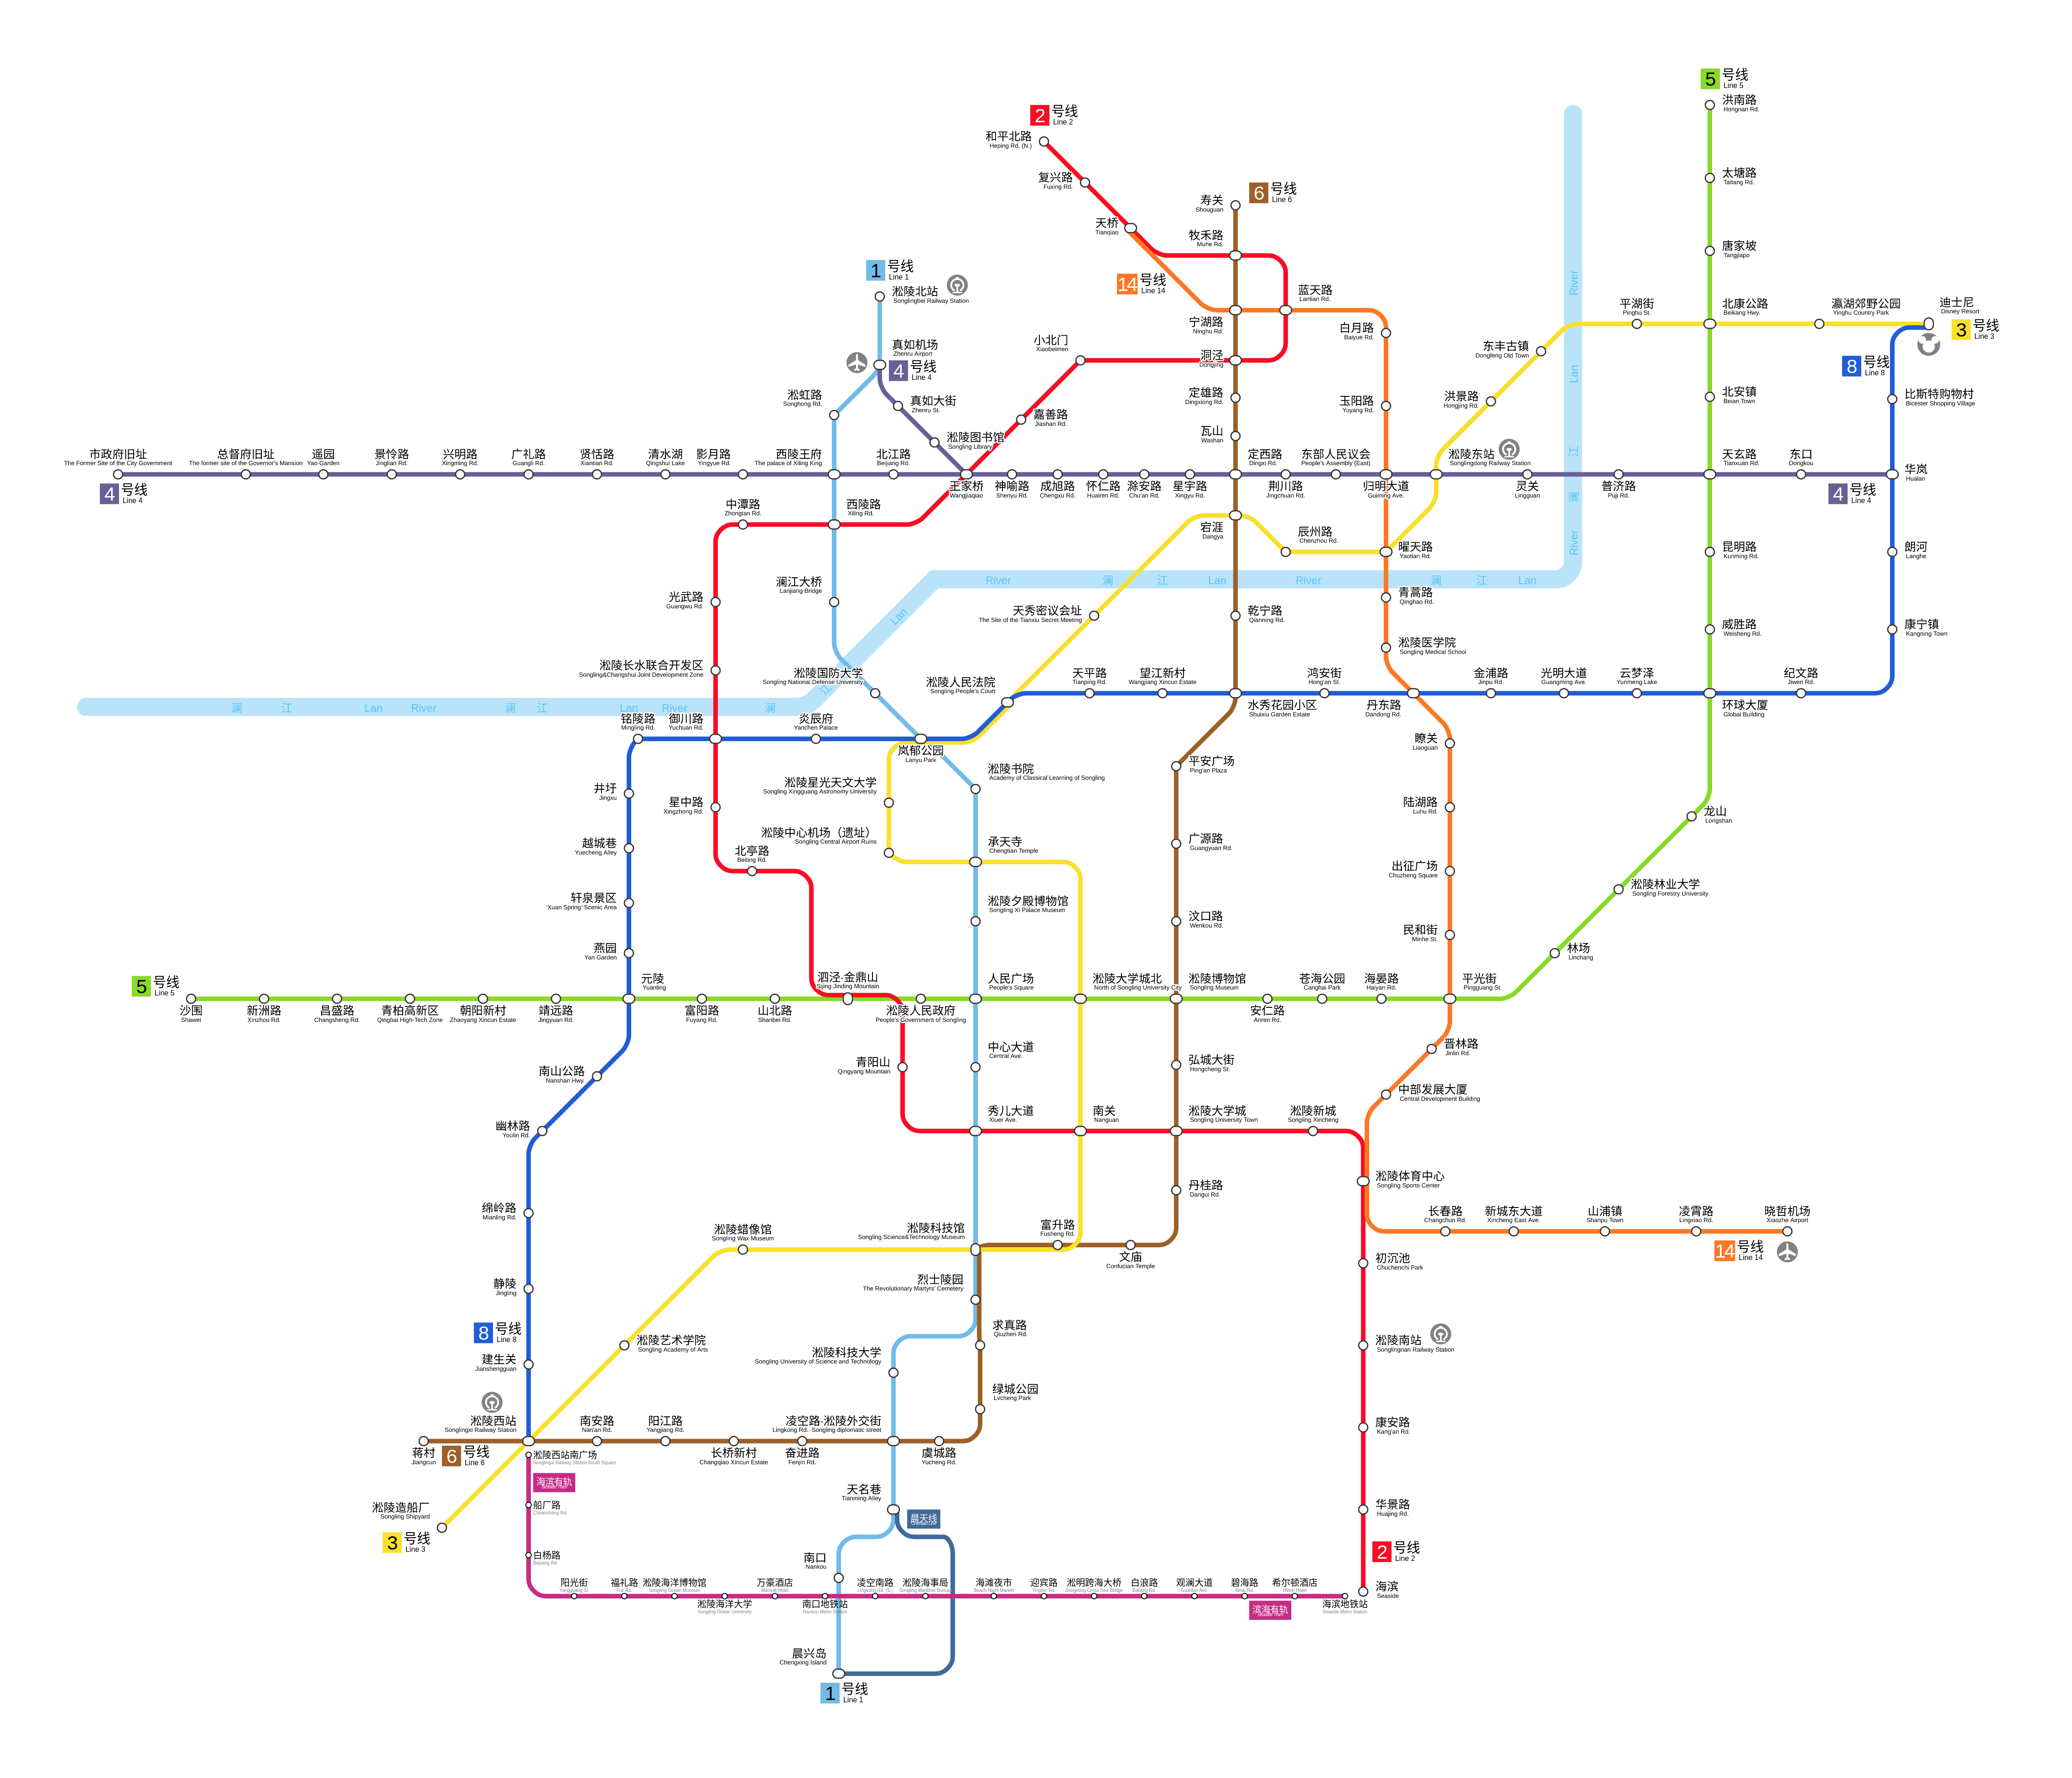 5 号线
Line 5
洪南路
Hongnan Rd.
2 号线
Line 2
和平北路
Heping Rd. (N.)
复兴路
Fuxing Rd.
太塘路
Taitang Rd.
6 号线
Line 6
寿关
Shouguan
天桥
Tianqiao
牧禾路
Muhe Rd.
唐家坡
Tangjiapo
1 号线
Line 1
淞陵北站
Songlingbei Railway Station
14 号线
Line 14
蓝天路
Lantian Rd.
River
平湖街
Pinghu St.
北康公路
Beikang Hwy.
瀛湖郊野公园
Yinghu Country Park
迪士尼
Disney Resort
3 号线
Line 3
宁湖路
Ninghu Rd.
白月路
Baiyue Rd.
真如机场
Zhenru Airport
4 号线
Line 4
小北门
Xiaobeimen
洞泾
Dongjing
东丰古镇
Dongfeng Old Town
8 号线
Line 8
Lan
淞虹路
Songhong Rd.
真如大街
Zhenru St.
定雄路
Dingxiong Rd.
玉阳路
Yuyang Rd.
洪景路
Hongjing Rd.
北安镇
Beian Town
比斯特购物村
Bicester Shopping Village
嘉善路
Jiashan Rd.
淞陵图书馆
Songling Library
瓦山
Washan
市政府旧址
The Former Site of the City Government
总督府旧址
The former site of the Governor's Mansion
遥园
Yao Garden
景怜路
Jinglian Rd.
兴明路
Xingming Rd.
广礼路
Guangli Rd.
贤恬路
Xiantian Rd.
清水湖
Qingshui Lake
影月路
Yingyue Rd.
西陵王府
The palace of Xiling King
北江路
Beijang Rd.
定西路
Dingxi Rd.
东部人民议会
People's Assembly (East)
淞陵东站
Songlingdong Railway Station
江
天玄路
Tianxuan Rd.
东口
Dongkou
华岚
Hualan
4 号线
Line 4
王家桥
Wangjiaqiao
神喻路
Shenyu Rd.
成旭路
Chengxu Rd.
怀仁路
Huairen Rd.
滁安路
Chu'an Rd.
星宇路
Xingyu Rd.
荆川路
Jingchuan Rd.
归明大道
Guiming Ave.
灵关
Lingguan
澜
普济路
Puji Rd.
4 号线
Line 4
中潭路
Zhongtan Rd.
西陵路
Xiling Rd.
宕涯
Dangya
辰州路
Chenzhou Rd.
曜天路
Yaotian Rd.
River
昆明路
Kunming Rd.
朗河
Langhe
澜江大桥
Lanjiang Bridge
River 澜 江 Lan River 澜 江 Lan
光武路
Guangwu Rd.
Lan
天秀密议会址
The Site of the Tianxiu Secret Meeting
乾宁路
Qianning Rd.
青蒿路
Qinghao Rd.
威胜路
Weisheng Rd.
康宁镇
Kangning Town
淞陵医学院
Songling Medical School
淞陵长水联合开发区
Songling&Changshui Joint Development Zone
淞陵国防大学
Songling National Defense University
淞陵人民法院
Songling People's Court
天平路
Tianping Rd.
望江新村
Wangjiang Xincun Estate
鸿安街
Hong'an St.
金浦路
Jinpu Rd.
光明大道
Guangming Ave.
云梦泽
Yunmeng Lake
纪文路
Jiwen Rd.
江
澜 江 Lan River 澜 江 Lan River 澜
水秀花园小区
Shuixiu Garden Estate
丹东路
Dandong Rd.
环球大厦
Global Building
铭陵路
Mingling Rd.
御川路
Yuchuan Rd.
炎辰府
Yanchen Palace
岚郁公园
Lanyu Park
瞭关
Liaoguan
淞陵书院
Academy of Classical Learning of Songling
平安广场
Ping'an Plaza
井圩
Jingxu
星中路
Xingzhong Rd.
淞陵星光天文大学
Songling Xingguang Astronomy University
陆湖路
Luhu Rd.
龙山
Longshan
越城巷
Yuecheng Alley
淞陵中心机场（遗址）
Songling Central Airport Ruins
承天寺
Chengtian Temple
广源路
Guangyuan Rd.
北亭路
Beiting Rd.
出征广场
Chuzheng Square
淞陵林业大学
Songling Forestry University
轩泉景区
'Xuan Spring' Scenic Area
淞陵夕殿博物馆
Songling Xi Palace Museum
汶口路
Wenkou Rd.
民和街
Minhe St.
燕园
Yan Garden
林场
Linchang
5 号线
Line 5
元陵
Yuanling
泗泾·金鼎山
Sijing·Jinding Mountain
人民广场
People's Square
淞陵大学城北
North of Songling University City
淞陵博物馆
Songling Museum
苍海公园
Canghai Park
海晏路
Haiyan Rd.
平光街
Pingguang St.
沙围
Shawei
新洲路
Xinzhou Rd.
昌盛路
Changsheng Rd.
青柏高新区
Qingbai High-Tech Zone
朝阳新村
Zhaoyang Xincun Estate
靖远路
Jingyuan Rd.
富阳路
Fuyang Rd.
山北路
Shanbei Rd.
淞陵人民政府
People's Government of Songling
安仁路
Anren Rd.
中心大道
Central Ave.
晋林路
Jinlin Rd.
青阳山
Qingyang Mountain
弘城大街
Hongcheng St.
南山公路
Nanshan Hwy.
中部发展大厦
Central Development Building
幽林路
Youlin Rd.
秀儿大道
Xiuer Ave.
南关
Nanguan
淞陵大学城
Songling University Town
淞陵新城
Songling Xincheng
淞陵体育中心
Songling Sports Center
丹桂路
Dangui Rd.
绵岭路
Mianling Rd.
长春路
Changchun Rd.
新城东大道
Xincheng East Ave.
山浦镇
Shanpu Town
凌霄路
Lingxiao Rd.
晓哲机场
Xiaozhe Airport
14 号线
Line 14
淞陵蜡像馆
Songling Wax Museum
淞陵科技馆
Songling Science&Technology Museum
富升路
Fusheng Rd.
文庙
Confucian Temple
初沉池
Chuchenchi Park
静陵
Jingling
烈士陵园
The Revolutionary Martyrs' Cemetery
8 号线
Line 8
求真路
Qiuzhen Rd.
淞陵艺术学院
Songling Academy of Arts
淞陵南站
Songlingnan Railway Station
建生关
Jianshengguan
淞陵科技大学
Songling University of Science and Technology
绿城公园
Lvcheng Park
淞陵西站
Songlingxi Railway Station
南安路
Nan'an Rd.
阳江路
Yangjiang Rd.
凌空路·淞陵外交街
Lingkong Rd. ·Songling diplomatic street
康安路
Kang'an Rd.
蒋村
Jiangcun
6 号线
Line 6
长桥新村
Changqiao Xincun Estate
奋进路
Fenjin Rd.
虞城路
Yucheng Rd.
淞陵西站南广场
Songlingxi Railway Station South Square
海滨有轨
天名巷
Tianming Alley
晨天线
淞陵造船厂
Songling Shipyard
船厂路
Chuanchang Rd.
华景路
Huajing Rd.
3 号线
Line 3
白杨路
Baiyang Rd.
南口
Nankou
2 号线
Line 2
阳光街
Yangguang St.
福礼路
Fuli Rd.
淞陵海洋博物馆
Songling Ocean Museum
万豪酒店
Marriott Hotel
凌空南路
Lingkong Rd. (S.)
淞陵海事局
Songling Maritime Bureau
海滩夜市
Beach Night Market
迎宾路
Yingbin Rd.
淞明跨海大桥
Songming Cross-Sea Bridge
白浪路
Bailang Rd.
观澜大道
Guanlan Ave.
碧海路
Bihai Rd.
希尔顿酒店
Hilton Hotel
海滨
Seaside
淞陵海洋大学
Songling Ocean University
南口地铁站
Nankou Metro Station
滨海有轨
海滨地铁站
Seaside Metro Station
晨兴岛
Chengxing Island
1 号线
Line 1